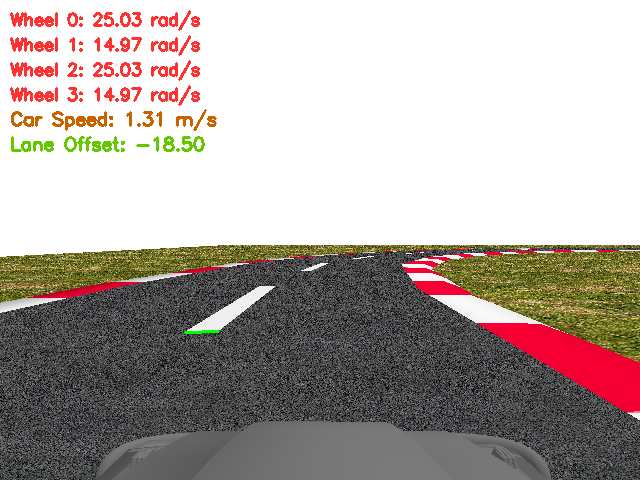 Wheel 0: 25.03 rad/s
Wheel 1: 14.97 rad/s
Wheel 2: 25.03 rad/s
Wheel 3: 14.97 rad/s
Car Speed: 1.31 m/s
Lane Offset: -18.50